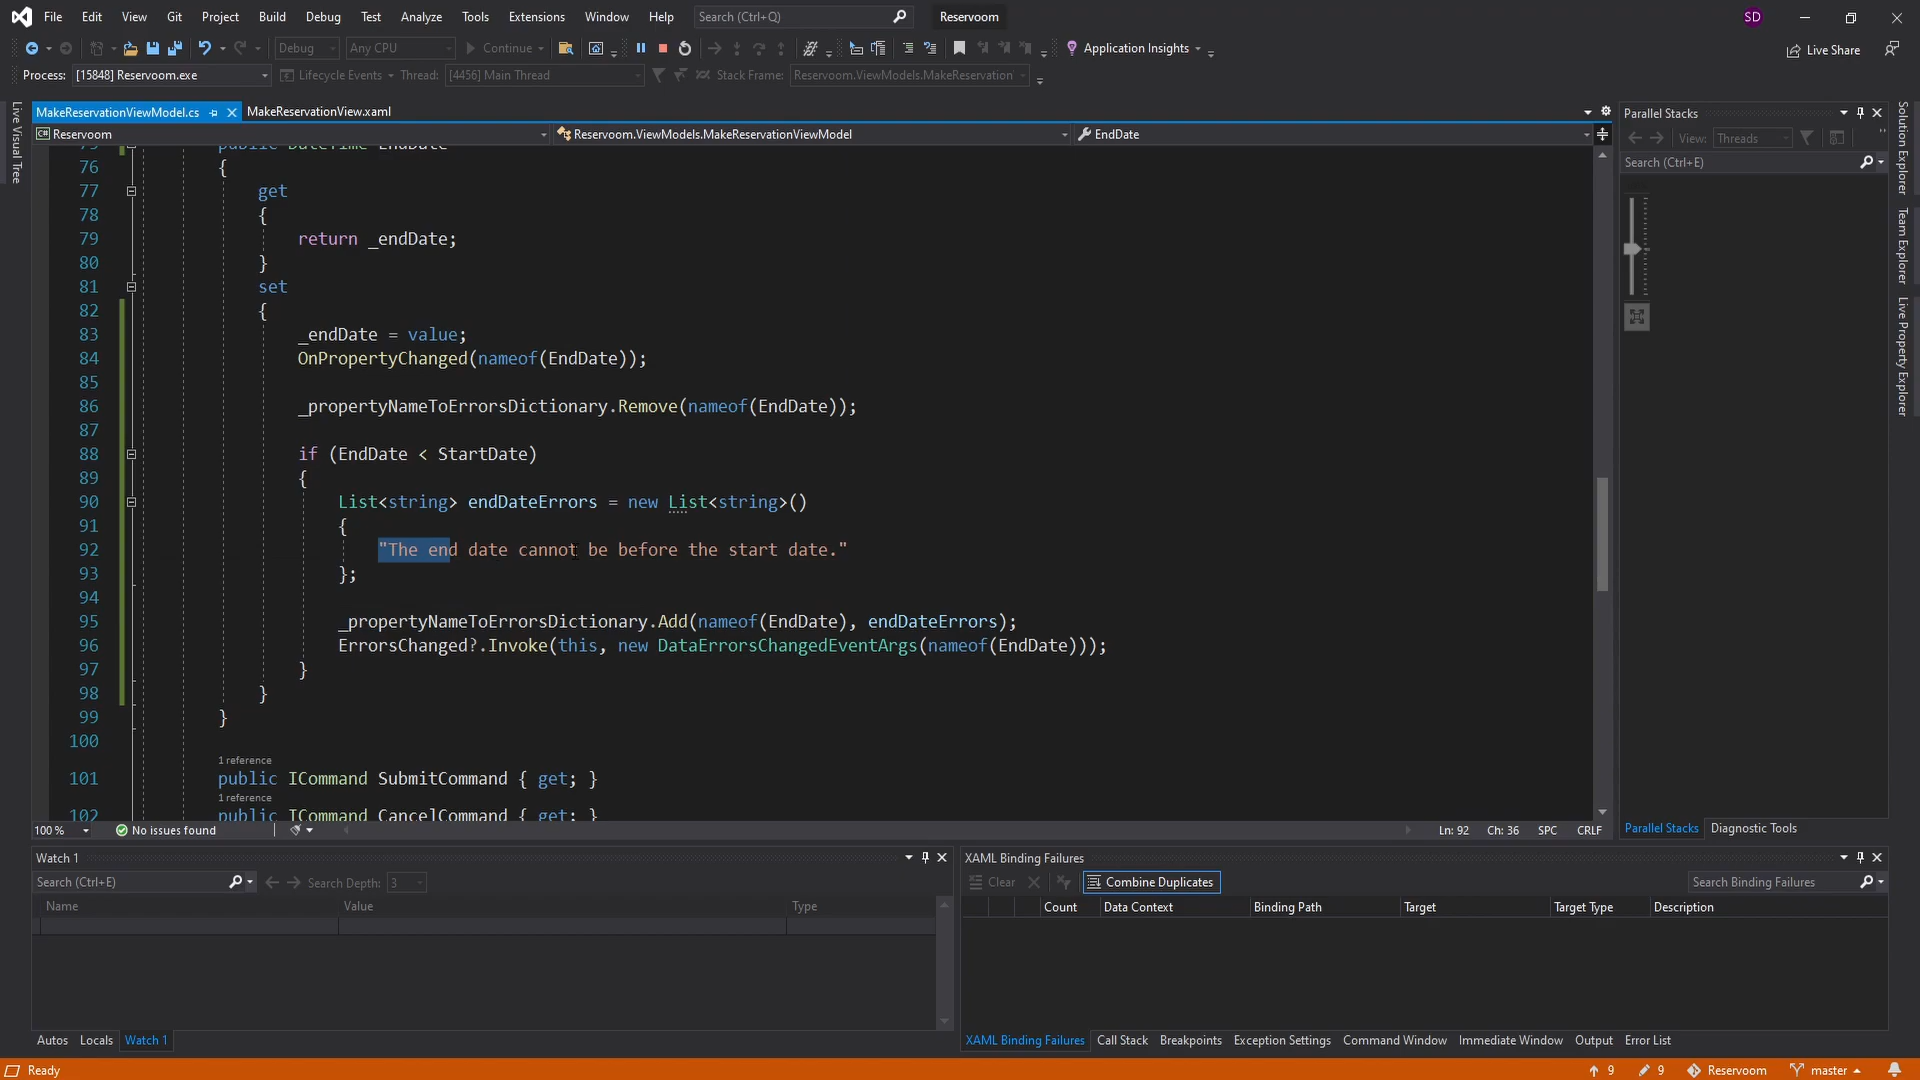 File Edit View Git Project Build Debug Test Analyze Tools Extensions Window Help Search (Ctrl+Q) Reservoom SD
Debug Any CPU Continue Application Insights Live Share
Process: [15848] Reservoom.exe Lifecycle Events Thread: [4456] Main Thread Stack Frame: Reservoom.ViewModels.MakeReservation
MakeReservationViewModel.cs MakeReservationView.xaml
Reservoom Reservoom.ViewModels.MakeReservationViewModel EndDate
75 public DateTime EndDate
76 {
77 get
78 {
79 return _endDate;
80 }
81 set
82 {
83 _endDate = value;
84 OnPropertyChanged(nameof(EndDate));
85
86 _propertyNameToErrorsDictionary.Remove(nameof(EndDate));
87
88 if (EndDate < StartDate)
89 {
90 List<string> endDateErrors = new List<string>()
91 {
92 "The end date cannot be before the start date."
93 };
94
95 _propertyNameToErrorsDictionary.Add(nameof(EndDate), endDateErrors);
96 ErrorsChanged?.Invoke(this, new DataErrorsChangedEventArgs(nameof(EndDate)));
97 }
98 }
99 }
100
1 reference
101 public ICommand SubmitCommand { get; }
1 reference
102 public ICommand CancelCommand { get; }
100 % No issues found Ln: 92 Ch: 36 SPC CRLF
Live Visual Tree
Parallel Stacks
View: Threads
Search (Ctrl+E)
Parallel Stacks Diagnostic Tools
Solution Explorer
Team Explorer
Live Property Explorer
Watch 1
Search (Ctrl+E) Search Depth: 3
Name Value Type
Autos Locals Watch 1
XAML Binding Failures
Clear Combine Duplicates Search Binding Failures
Count Data Context Binding Path Target Target Type Description
XAML Binding Failures Call Stack Breakpoints Exception Settings Command Window Immediate Window Output Error List
Ready 9 9 Reservoom master